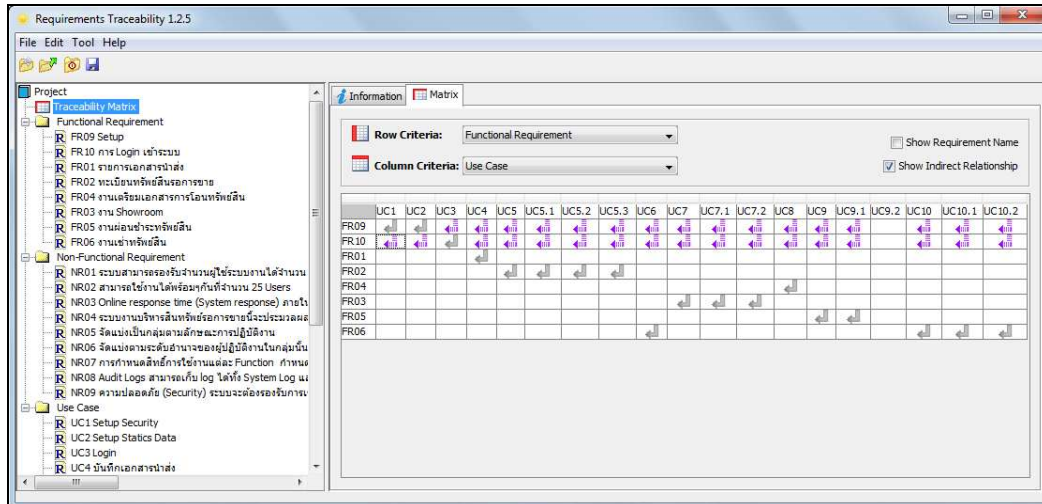 Requirements Traceability 1.2.5
File Edit Tool Help
Project
Traceability Matrix
Functional Requirement
R FR09 Setup
R FR10 การ Login เข้าระบบ
R FR01 รายการเอกสารนำส่ง
R FR02 ทะเบียนทรัพย์สินรอการขาย
R FR04 งานเตรียมเอกสารการโอนทรัพย์สิน
R FR03 งาน Showroom
R FR05 งานผ่อนชำระทรัพย์สิน
R FR06 งานเช่าทรัพย์สิน
Non-Functional Requirement
R NR01 ระบบสามารถรองรับจำนวนผู้ใช้ระบบงานได้จำนวน
R NR02 สามารถใช้งานได้พร้อมๆกันที่จำนวน 25 Users
R NR03 Online response time (System response) ภายใน
R NR04 ระบบงานบริหารสินทรัพย์รอการขายนี้จะประมวลผล
R NR05 จัดแบ่งเป็นกลุ่มตามลักษณะการปฏิบัติงาน
R NR06 จัดแบ่งตามระดับอำนาจของผู้ปฏิบัติงานในกลุ่มนั้น
R NR07 การกำหนดสิทธิ์การใช้งานแต่ละ Function กำหนด
R NR08 Audit Logs สามารถเก็บ log ได้ทั้ง System Log และ
R NR09 ความปลอดภัย (Security) ระบบจะต้องรองรับการ
Use Case
R UC1 Setup Security
R UC2 Setup Statics Data
R UC3 Login
R UC4 บันทึกเอกสารนำส่ง
Information Matrix
Row Criteria: Functional Requirement
Show Requirement Name
Column Criteria: Use Case
Show Indirect Relationship
UC1 UC2 UC3 UC4 UC5 UC5.1 UC5.2 UC5.3 UC6 UC7 UC7.1 UC7.2 UC8 UC9 UC9.1 UC9.2 UC10 UC10.1 UC10.2
FR09
FR10
FR01
FR02
FR04
FR03
FR05
FR06